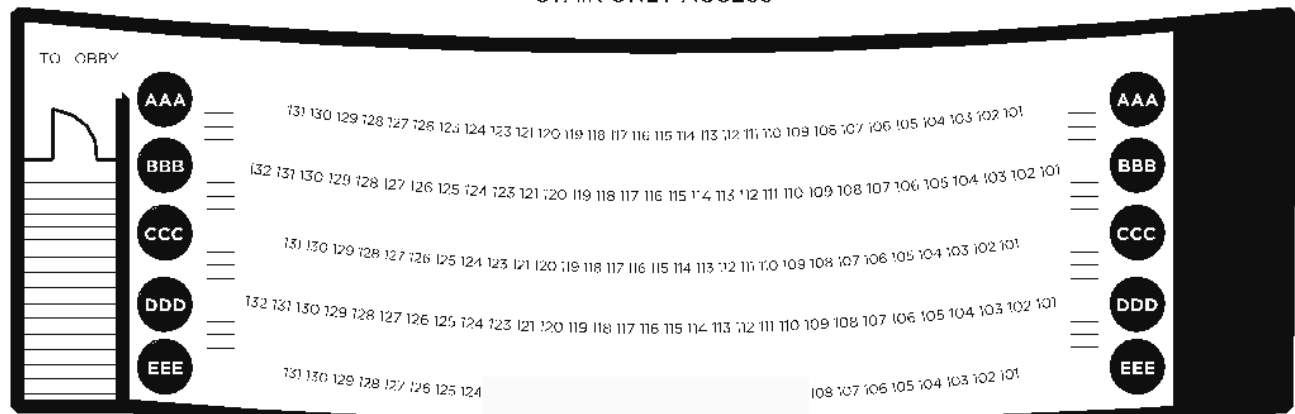 TO OBBY
AAA 131 130 129 128 127 126 125 124 123 121 120 119 118 117 116 115 114 113 112 111 110 109 108 107 106 105 104 103 102 101 AAA
BBB 132 131 130 129 128 127 126 125 124 123 121 120 119 118 117 116 115 114 113 112 111 110 109 108 107 106 105 104 103 102 101 BBB
CCC 131 130 129 128 127 126 125 124 123 121 120 119 118 117 116 115 114 113 112 111 110 109 108 107 106 105 104 103 102 101 CCC
DDD 132 131 130 129 128 127 126 125 124 123 121 120 119 118 117 116 115 114 113 112 111 110 109 108 107 106 105 104 103 102 101 DDD
EEE 131 130 129 128 127 126 125 124 108 107 106 105 104 103 102 101 EEE